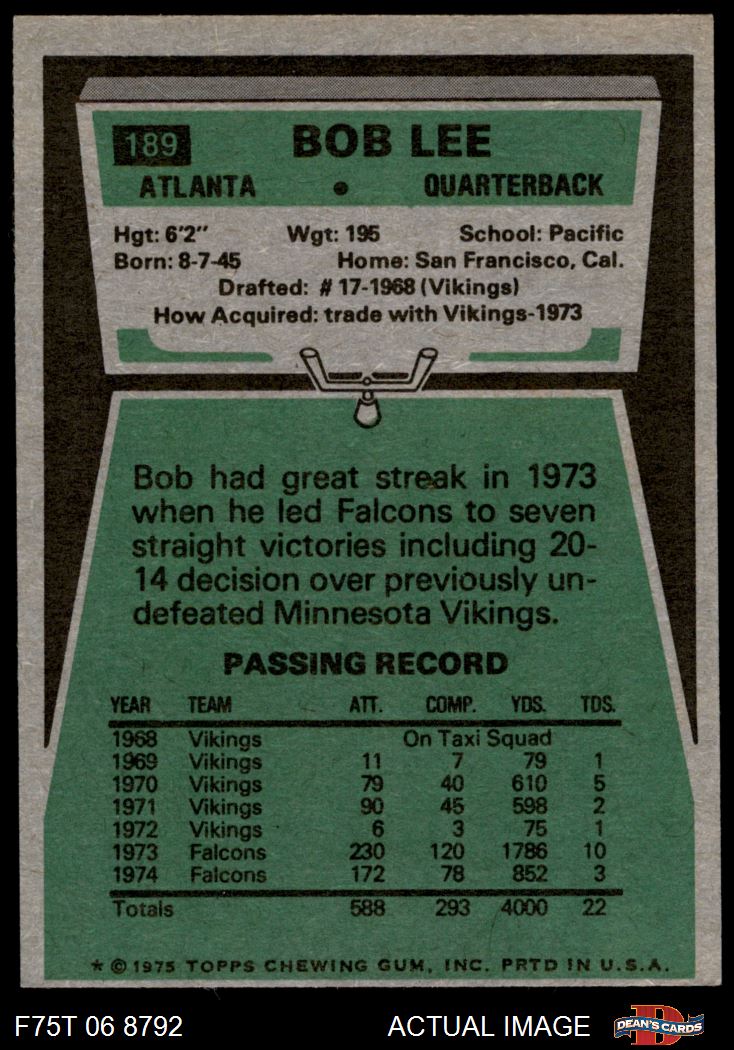 189 BOB LEE
ATLANTA • QUARTERBACK
Hgt: 6'2" Wgt: 195 School: Pacific
Born: 8-7-45 Home: San Francisco, Cal.
Drafted: # 17-1968 (Vikings)
How Acquired: trade with Vikings-1973
Bob had great streak in 1973
when he led Falcons to seven
straight victories including 20-
14 decision over previously un-
defeated Minnesota Vikings.
PASSING RECORD
YEAR TEAM ATT. COMP. YDS. TDS.
1968 Vikings On Taxi Squad
1969 Vikings 11 7 79 1
1970 Vikings 79 40 610 5
1971 Vikings 90 45 598 2
1972 Vikings 6 3 75 1
1973 Falcons 230 120 1786 10
1974 Falcons 172 78 852 3
Totals 588 293 4000 22
* © 1975 TOPPS CHEWING GUM, INC. PRTD IN U.S.A.
F75T 06 8792 ACTUAL IMAGE D DEAN'S CARDS